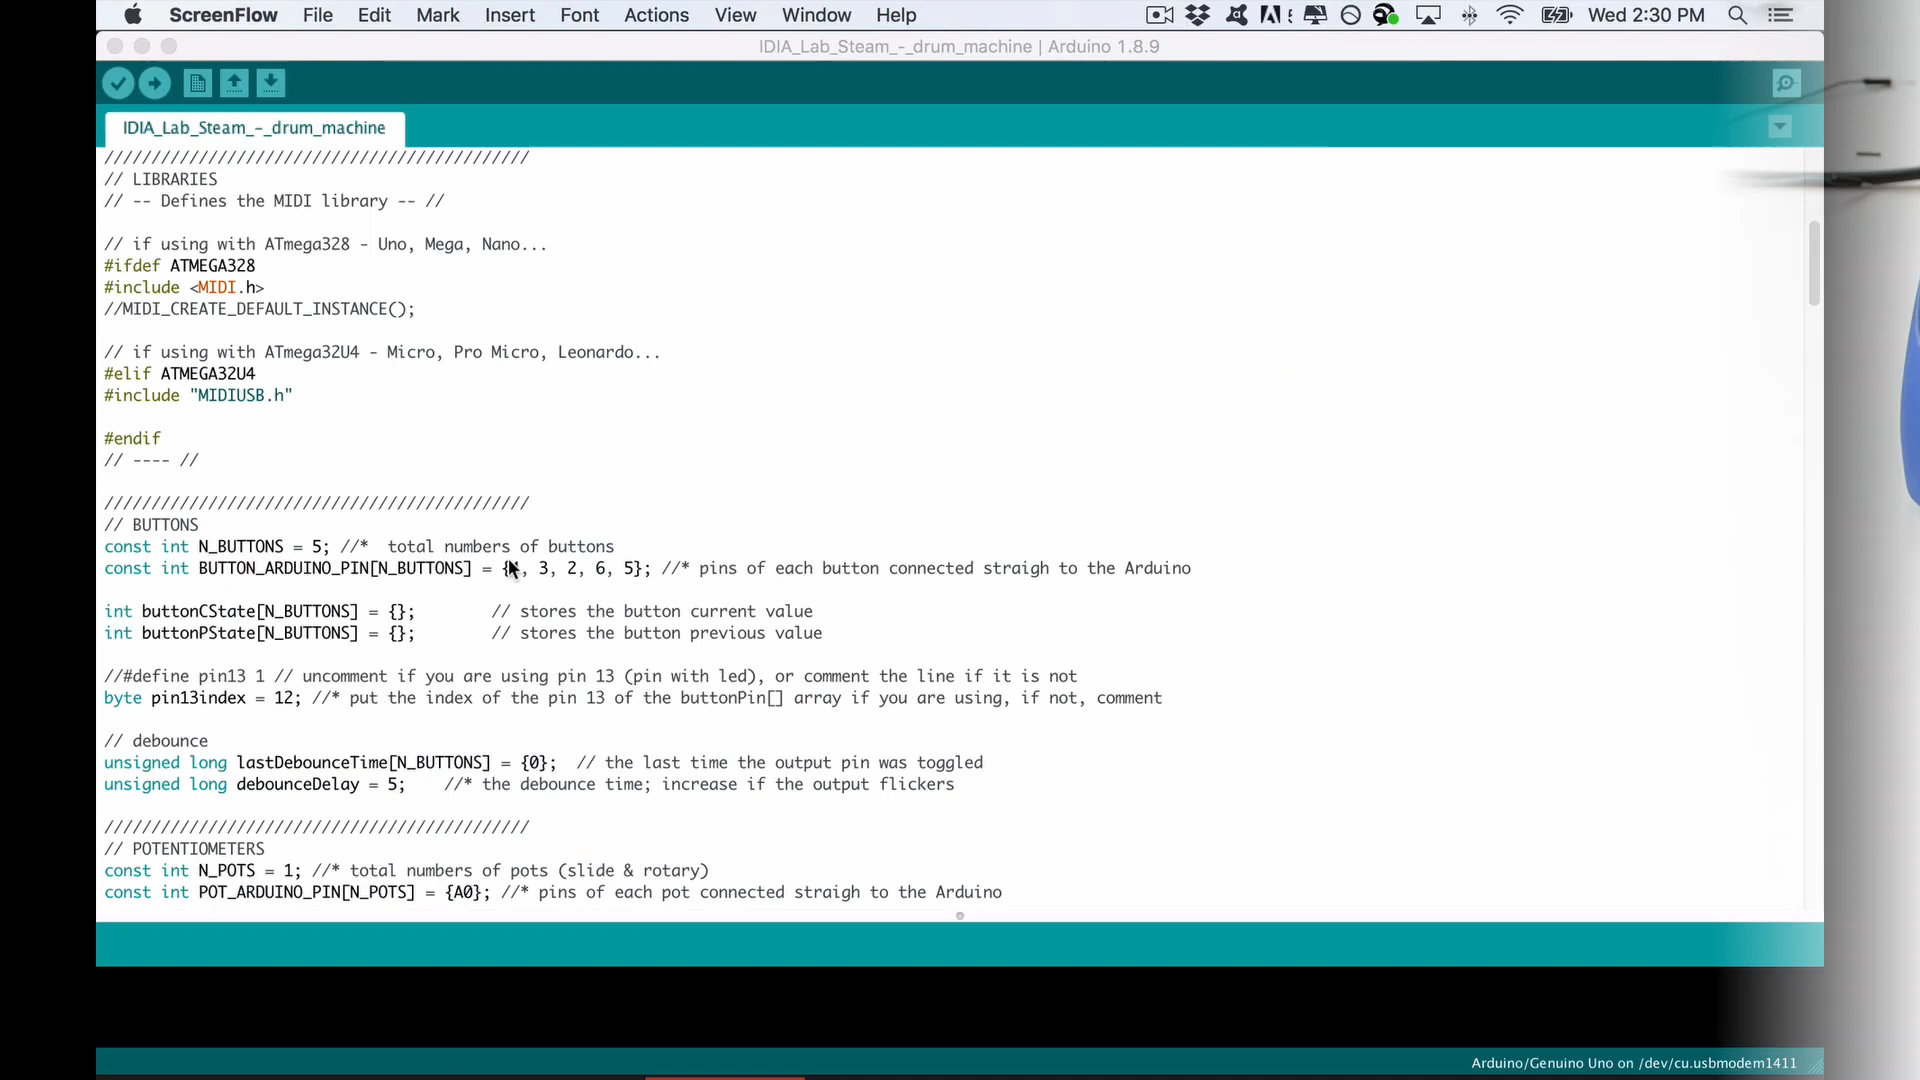 ScreenFlow File Edit Mark Insert Font Actions View Window Help Wed 2:30 PM
IDIA_Lab_Steam_-_drum_machine | Arduino 1.8.9
IDIA_Lab_Steam_-_drum_machine
/////////////////////////////////////////////
// LIBRARIES
// -- Defines the MIDI library -- //
// if using with ATmega328 - Uno, Mega, Nano...
#ifdef ATMEGA328
#include <MIDI.h>
//MIDI_CREATE_DEFAULT_INSTANCE();
// if using with ATmega32U4 - Micro, Pro Micro, Leonardo...
#elif ATMEGA32U4
#include "MIDIUSB.h"
#endif
// ---- //
/////////////////////////////////////////////
// BUTTONS
const int N_BUTTONS = 5; //*  total numbers of buttons
const int BUTTON_ARDUINO_PIN[N_BUTTONS] = { , 3, 2, 6, 5}; //* pins of each button connected straigh to the Arduino
int buttonCState[N_BUTTONS] = {};        // stores the button current value
int buttonPState[N_BUTTONS] = {};        // stores the button previous value
//#define pin13 1 // uncomment if you are using pin 13 (pin with led), or comment the line if it is not
byte pin13index = 12; //* put the index of the pin 13 of the buttonPin[] array if you are using, if not, comment
// debounce
unsigned long lastDebounceTime[N_BUTTONS] = {0};  // the last time the output pin was toggled
unsigned long debounceDelay = 5;    //* the debounce time; increase if the output flickers
/////////////////////////////////////////////
// POTENTIOMETERS
const int N_POTS = 1; //* total numbers of pots (slide & rotary)
const int POT_ARDUINO_PIN[N_POTS] = {A0}; //* pins of each pot connected straigh to the Arduino
Arduino/Genuino Uno on /dev/cu.usbmodem1411